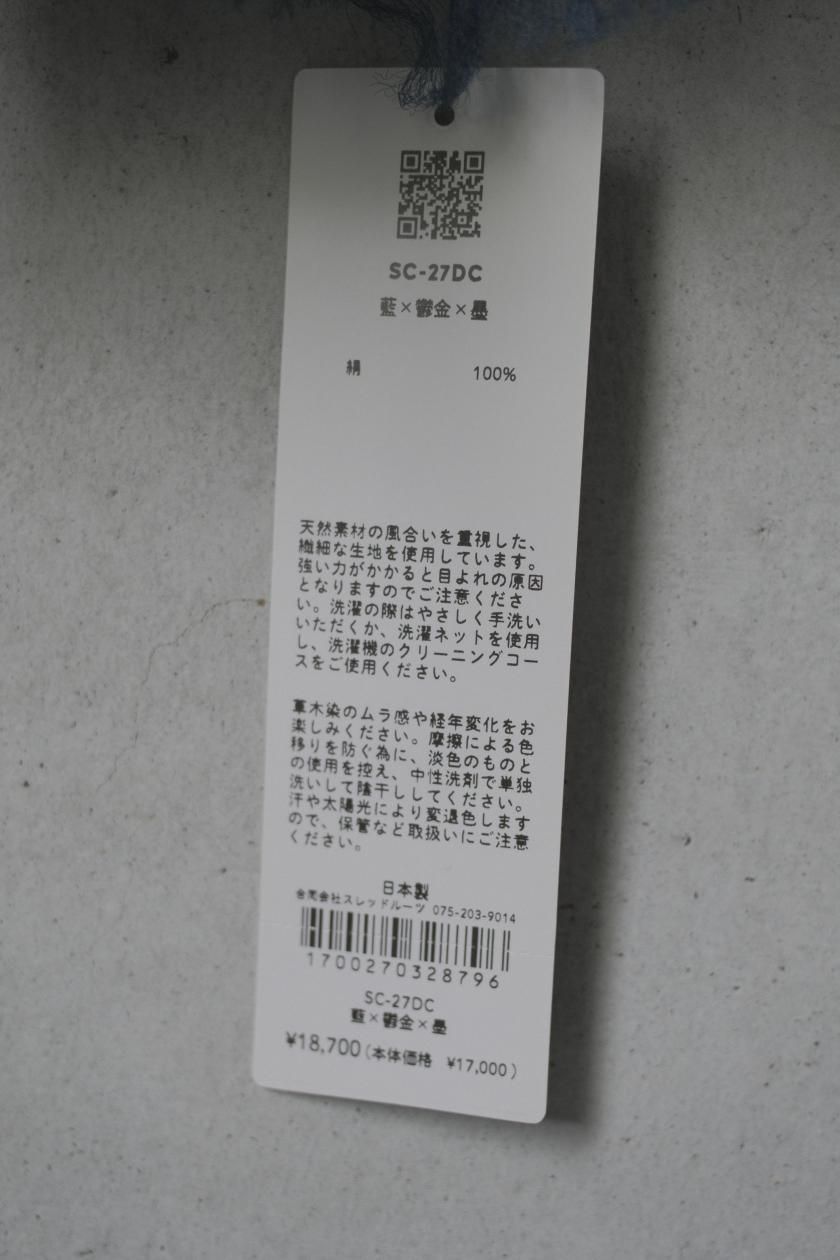 SC-27DC
藍×鬱金×墨
絹 100%
天然素材の風合いを重視した、
繊細な生地を使用しています。
強い力がかかると目よれの原因
となりますのでご注意くださ
い。洗濯の際はやさしく手洗い
いただくか、洗濯ネットを使用
し、洗濯機のクリーニングコー
スをご使用ください。
草木染のムラ感や経年変化をお
楽しみください。摩擦による色
移りを防ぐ為に、淡色のものと
の使用を控え、中性洗剤で単独
洗いして陰干ししてください。
汗や太陽光により変退色します
ので、保管など取扱いにご注意
ください。
日本製
合同会社スレッドルーツ 075-203-9014
1700270328796
SC-27DC
藍×鬱金×墨
¥18,700(本体価格 ¥17,000)